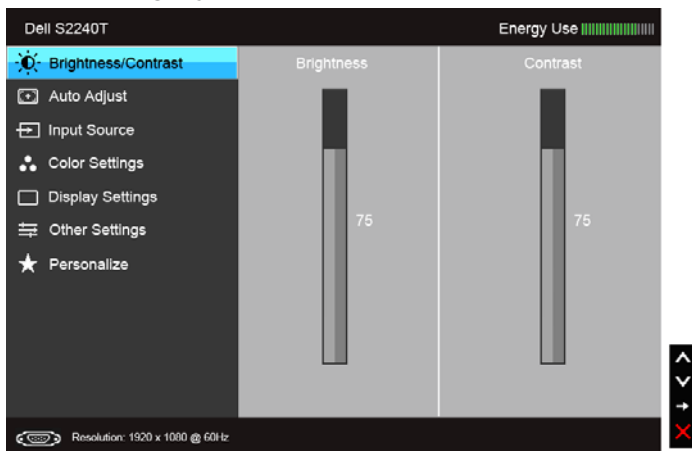 Dell S2240T
Energy Use
Brightness/Contrast
Brightness
Contrast
Auto Adjust
Input Source
Color Settings
Display Settings
75
75
Other Settings
Personalize
Resolution: 1920 x 1080 @ 60Hz